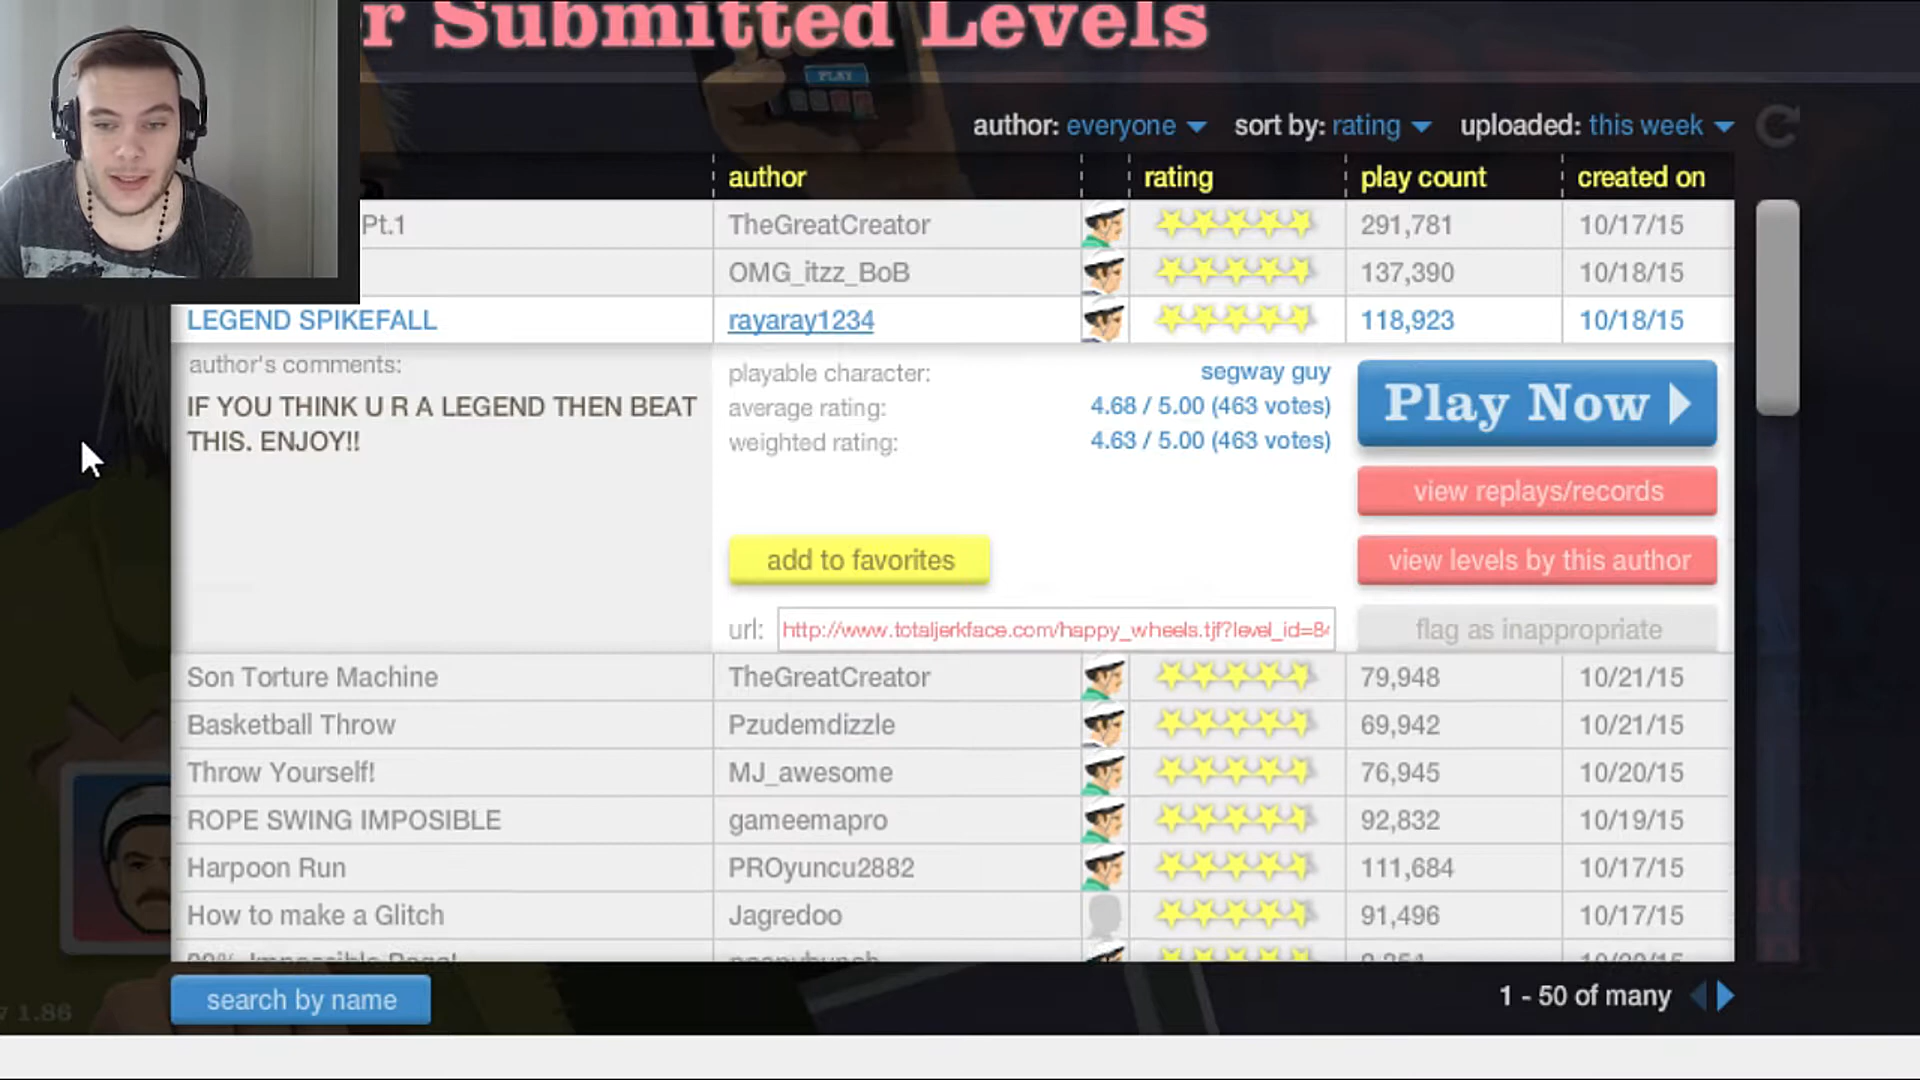 r Submitted Levels
PLAY
author: everyone sort by: rating uploaded: this week
author rating play count created on
Pt.1 TheGreatCreator 291,781 10/17/15
OMG_itzz_BoB 137,390 10/18/15
LEGEND SPIKEFALL rayaray1234 118,923 10/18/15
author's comments:
IF YOU THINK U R A LEGEND THEN BEAT
THIS. ENJOY!!
playable character: segway guy
average rating: 4.68 / 5.00 (463 votes)
weighted rating: 4.63 / 5.00 (463 votes)
Play Now
view replays/records
add to favorites
view levels by this author
url: http://www.totaljerkface.com/happy_wheels.tjf?level_id=8
flag as inappropriate
Son Torture Machine TheGreatCreator 79,948 10/21/15
Basketball Throw Pzudemdizzle 69,942 10/21/15
Throw Yourself! MJ_awesome 76,945 10/20/15
ROPE SWING IMPOSIBLE gameemapro 92,832 10/19/15
Harpoon Run PROyuncu2882 111,684 10/17/15
How to make a Glitch Jagredoo 91,496 10/17/15
search by name
1 - 50 of many
1.86